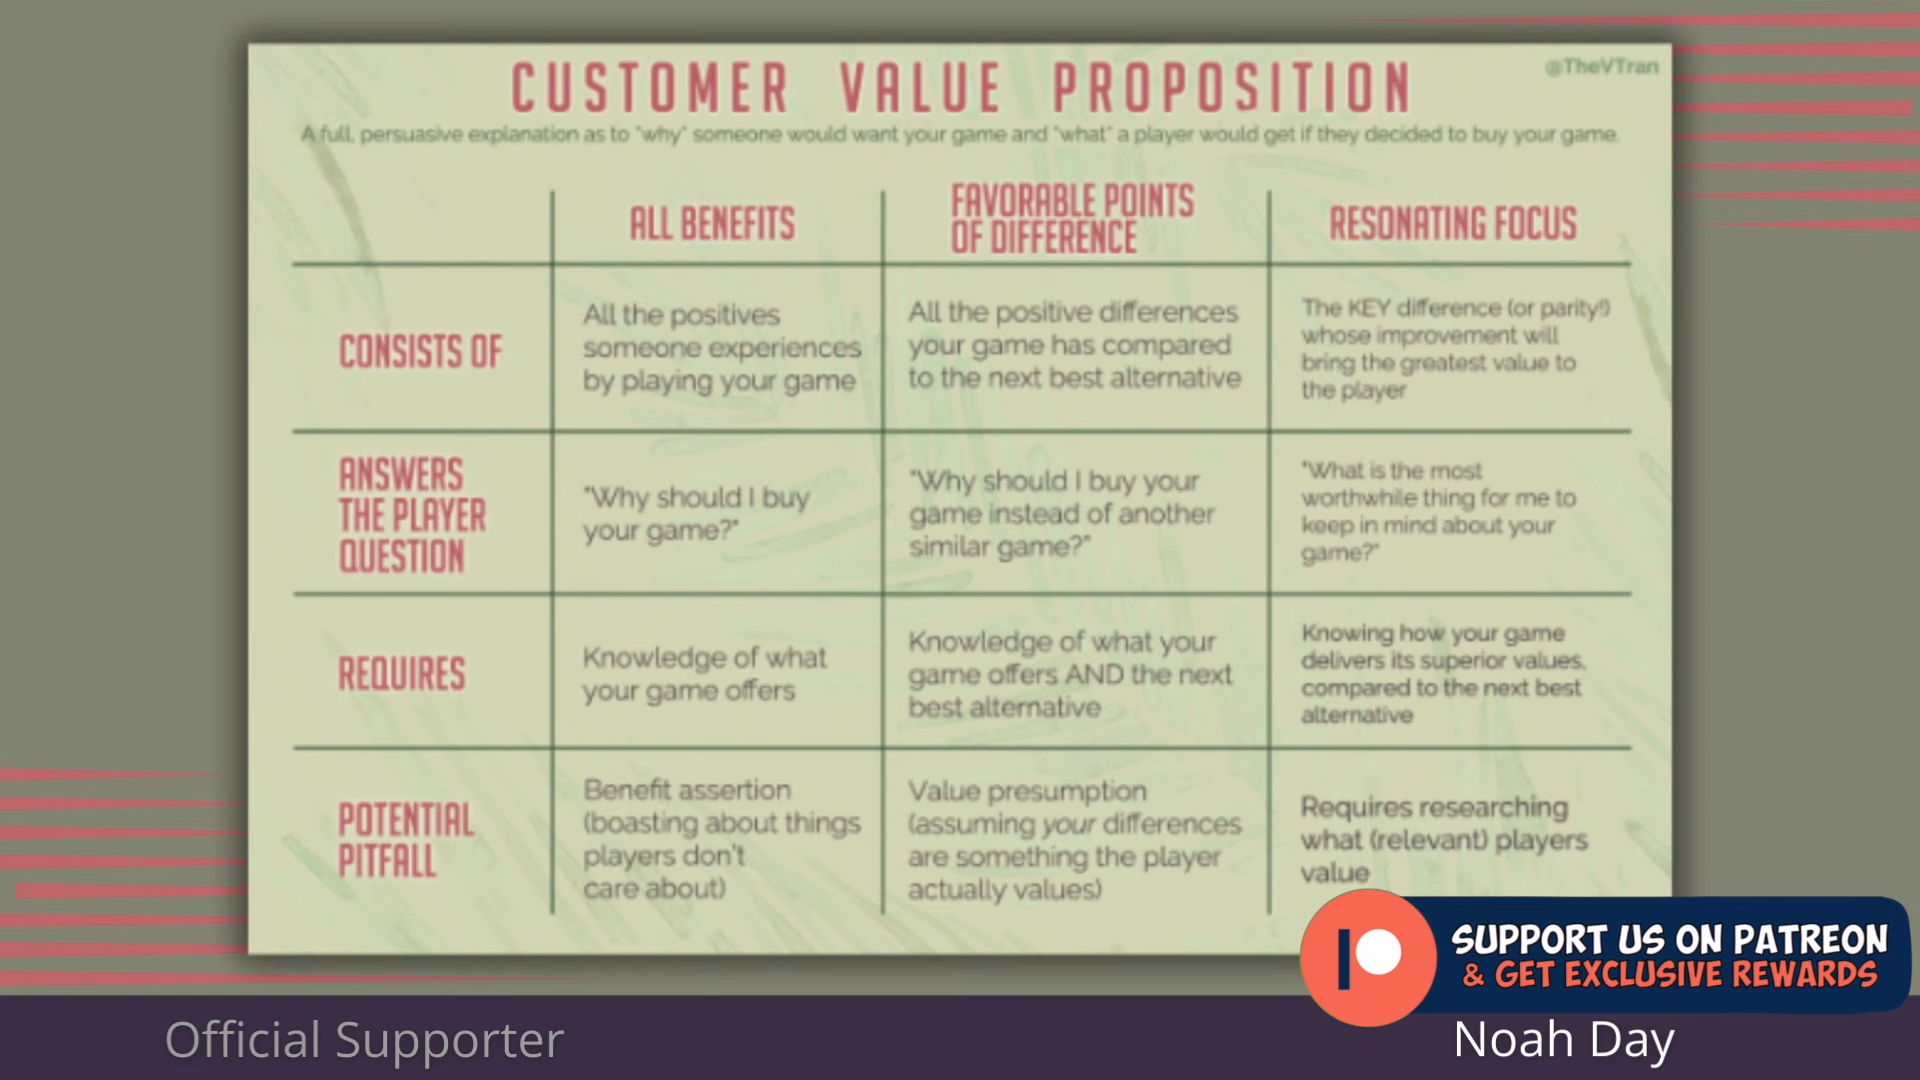 CUSTOMER VALUE PROPOSITION
@TheVTran
A full, persuasive explanation as to "why" someone would want your game and "what" a player would get if they decided to buy your game.
ALL BENEFITS
FAVORABLE POINTS
OF DIFFERENCE
RESONATING FOCUS
CONSISTS OF
All the positives
someone experiences
by playing your game
All the positive differences
your game has compared
to the next best alternative
The KEY difference (or parity!)
whose improvement will
bring the greatest value to
the player
ANSWERS
THE PLAYER
QUESTION
"Why should I buy
your game?"
"Why should I buy your
game instead of another
similar game?"
"What is the most
worthwhile thing for me to
keep in mind about your
game?"
REQUIRES
Knowledge of what
your game offers
Knowledge of what your
game offers AND the next
best alternative
Knowing how your game
delivers its superior values,
compared to the next best
alternative
POTENTIAL
PITFALL
Benefit assertion
(boasting about things
players don't
care about)
Value presumption
(assuming your differences
are something the player
actually values)
Requires researching
what (relevant) players
value
SUPPORT US ON PATREON
& GET EXCLUSIVE REWARDS
Official Supporter
Noah Day